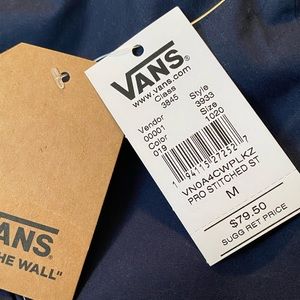 VANS
www.vans.com
Class Style
3845 3933
Vendor Size
00001 1020
Color
019
VN0A4CWPLKZ
PRO STITCHED ST
M
$79.50
SUGG RET PRICE
VANS
THE WALL"